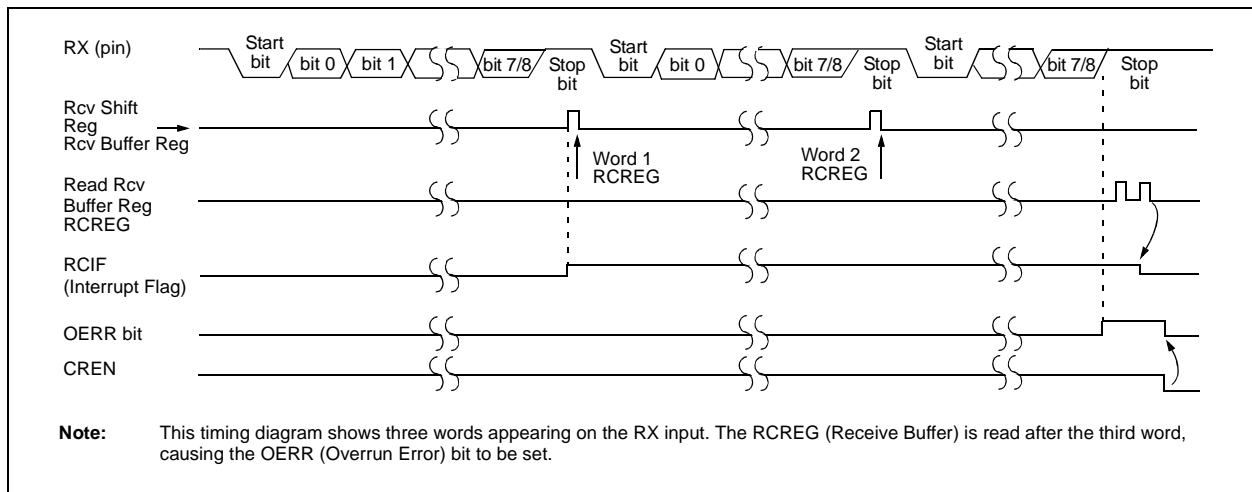 RX (pin)
Start bit
bit 0
bit 1
bit 7/8
Stop bit
Start bit
bit 0
bit 7/8
Stop bit
Start bit
bit 7/8
Stop bit
Rcv Shift
Reg
Rcv Buffer Reg
Word 1
RCREG
Word 2
RCREG
Read Rcv
Buffer Reg
RCREG
RCIF
(Interrupt Flag)
OERR bit
CREN
Note: This timing diagram shows three words appearing on the RX input. The RCREG (Receive Buffer) is read after the third word,
causing the OERR (Overrun Error) bit to be set.